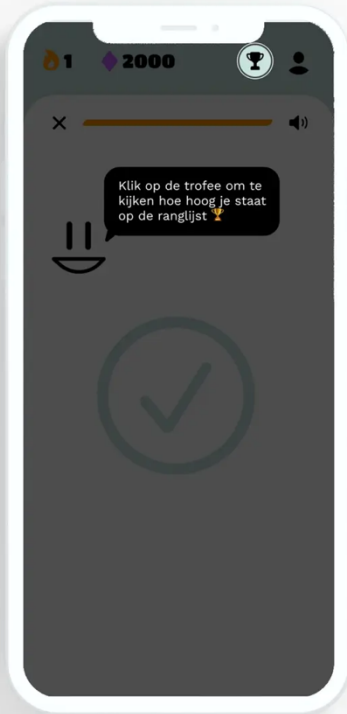 1 2000
Klik op de trofee om te
kijken hoe hoog je staat
op de ranglijst 🏆